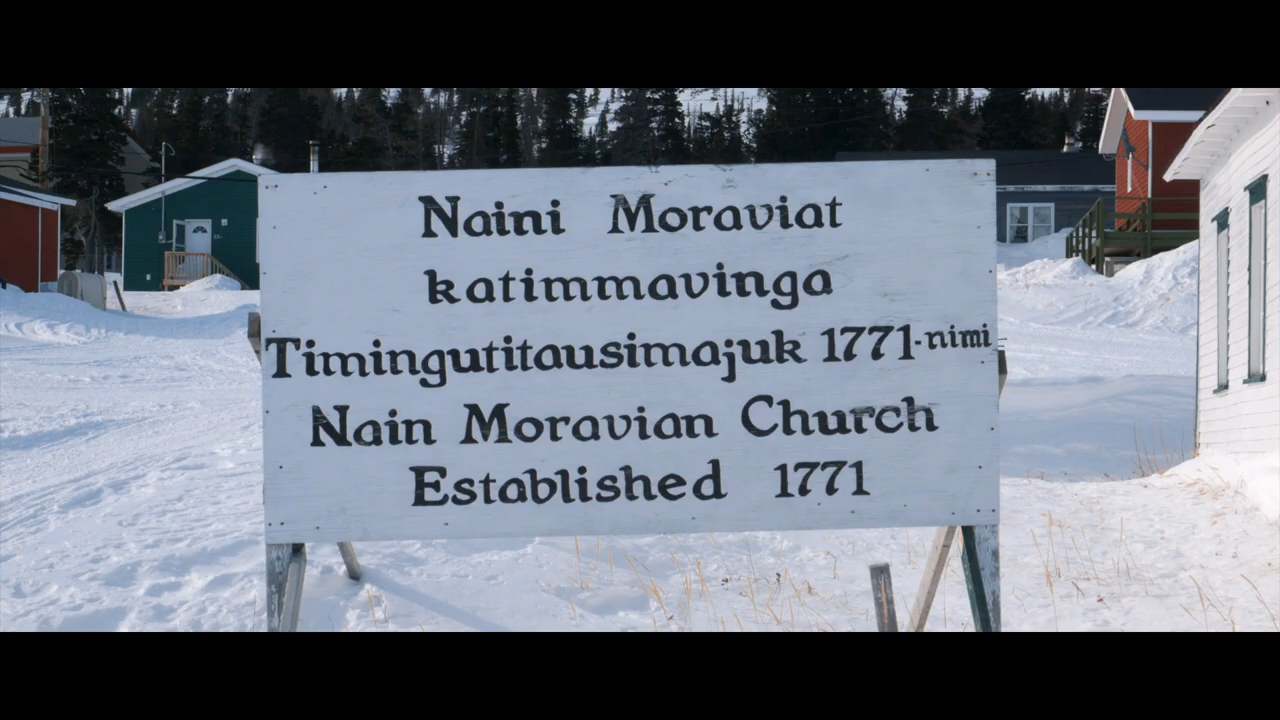 Naini Moraviat
katimmavinga
Timingutitausimajuk 1771-nimi
Nain Moravian Church
Established 1771